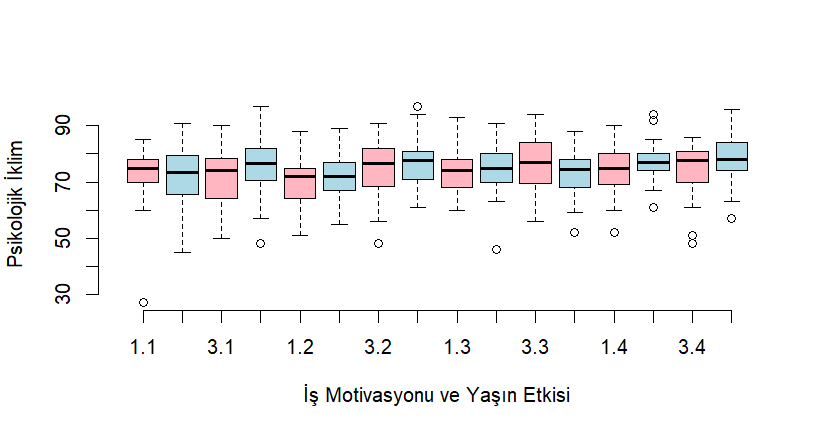 Psikolojik İklim
90
70
50
30
1.1 3.1 1.2 3.2 1.3 3.3 1.4 3.4
İş Motivasyonu ve Yaşın Etkisi